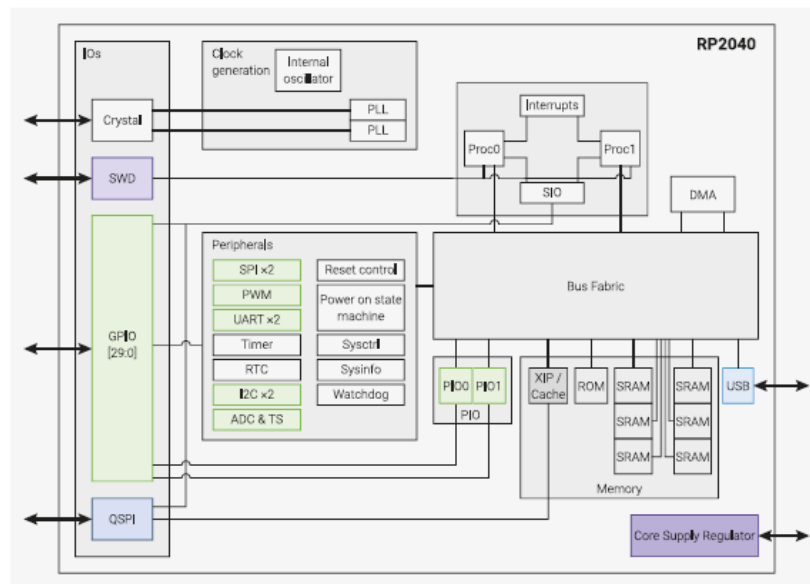 RP2040
IOs
Clock
generation
Internal
oscillator
Crystal
PLL
PLL
Interrupts
Proc0
Proc1
SWD
SIO
DMA
Peripherals
SPI ×2
Reset control
PWM
Power on state
machine
UART ×2
Timer
Sysctrl
RTC
Sysinfo
I2C ×2
Watchdog
ADC & TS
Bus Fabric
GPIO
[29:0]
PIO0
PIO1
PIO
XIP /
Cache
ROM
SRAM
SRAM
USB
SRAM
SRAM
SRAM
SRAM
Memory
QSPI
Core Supply Regulator